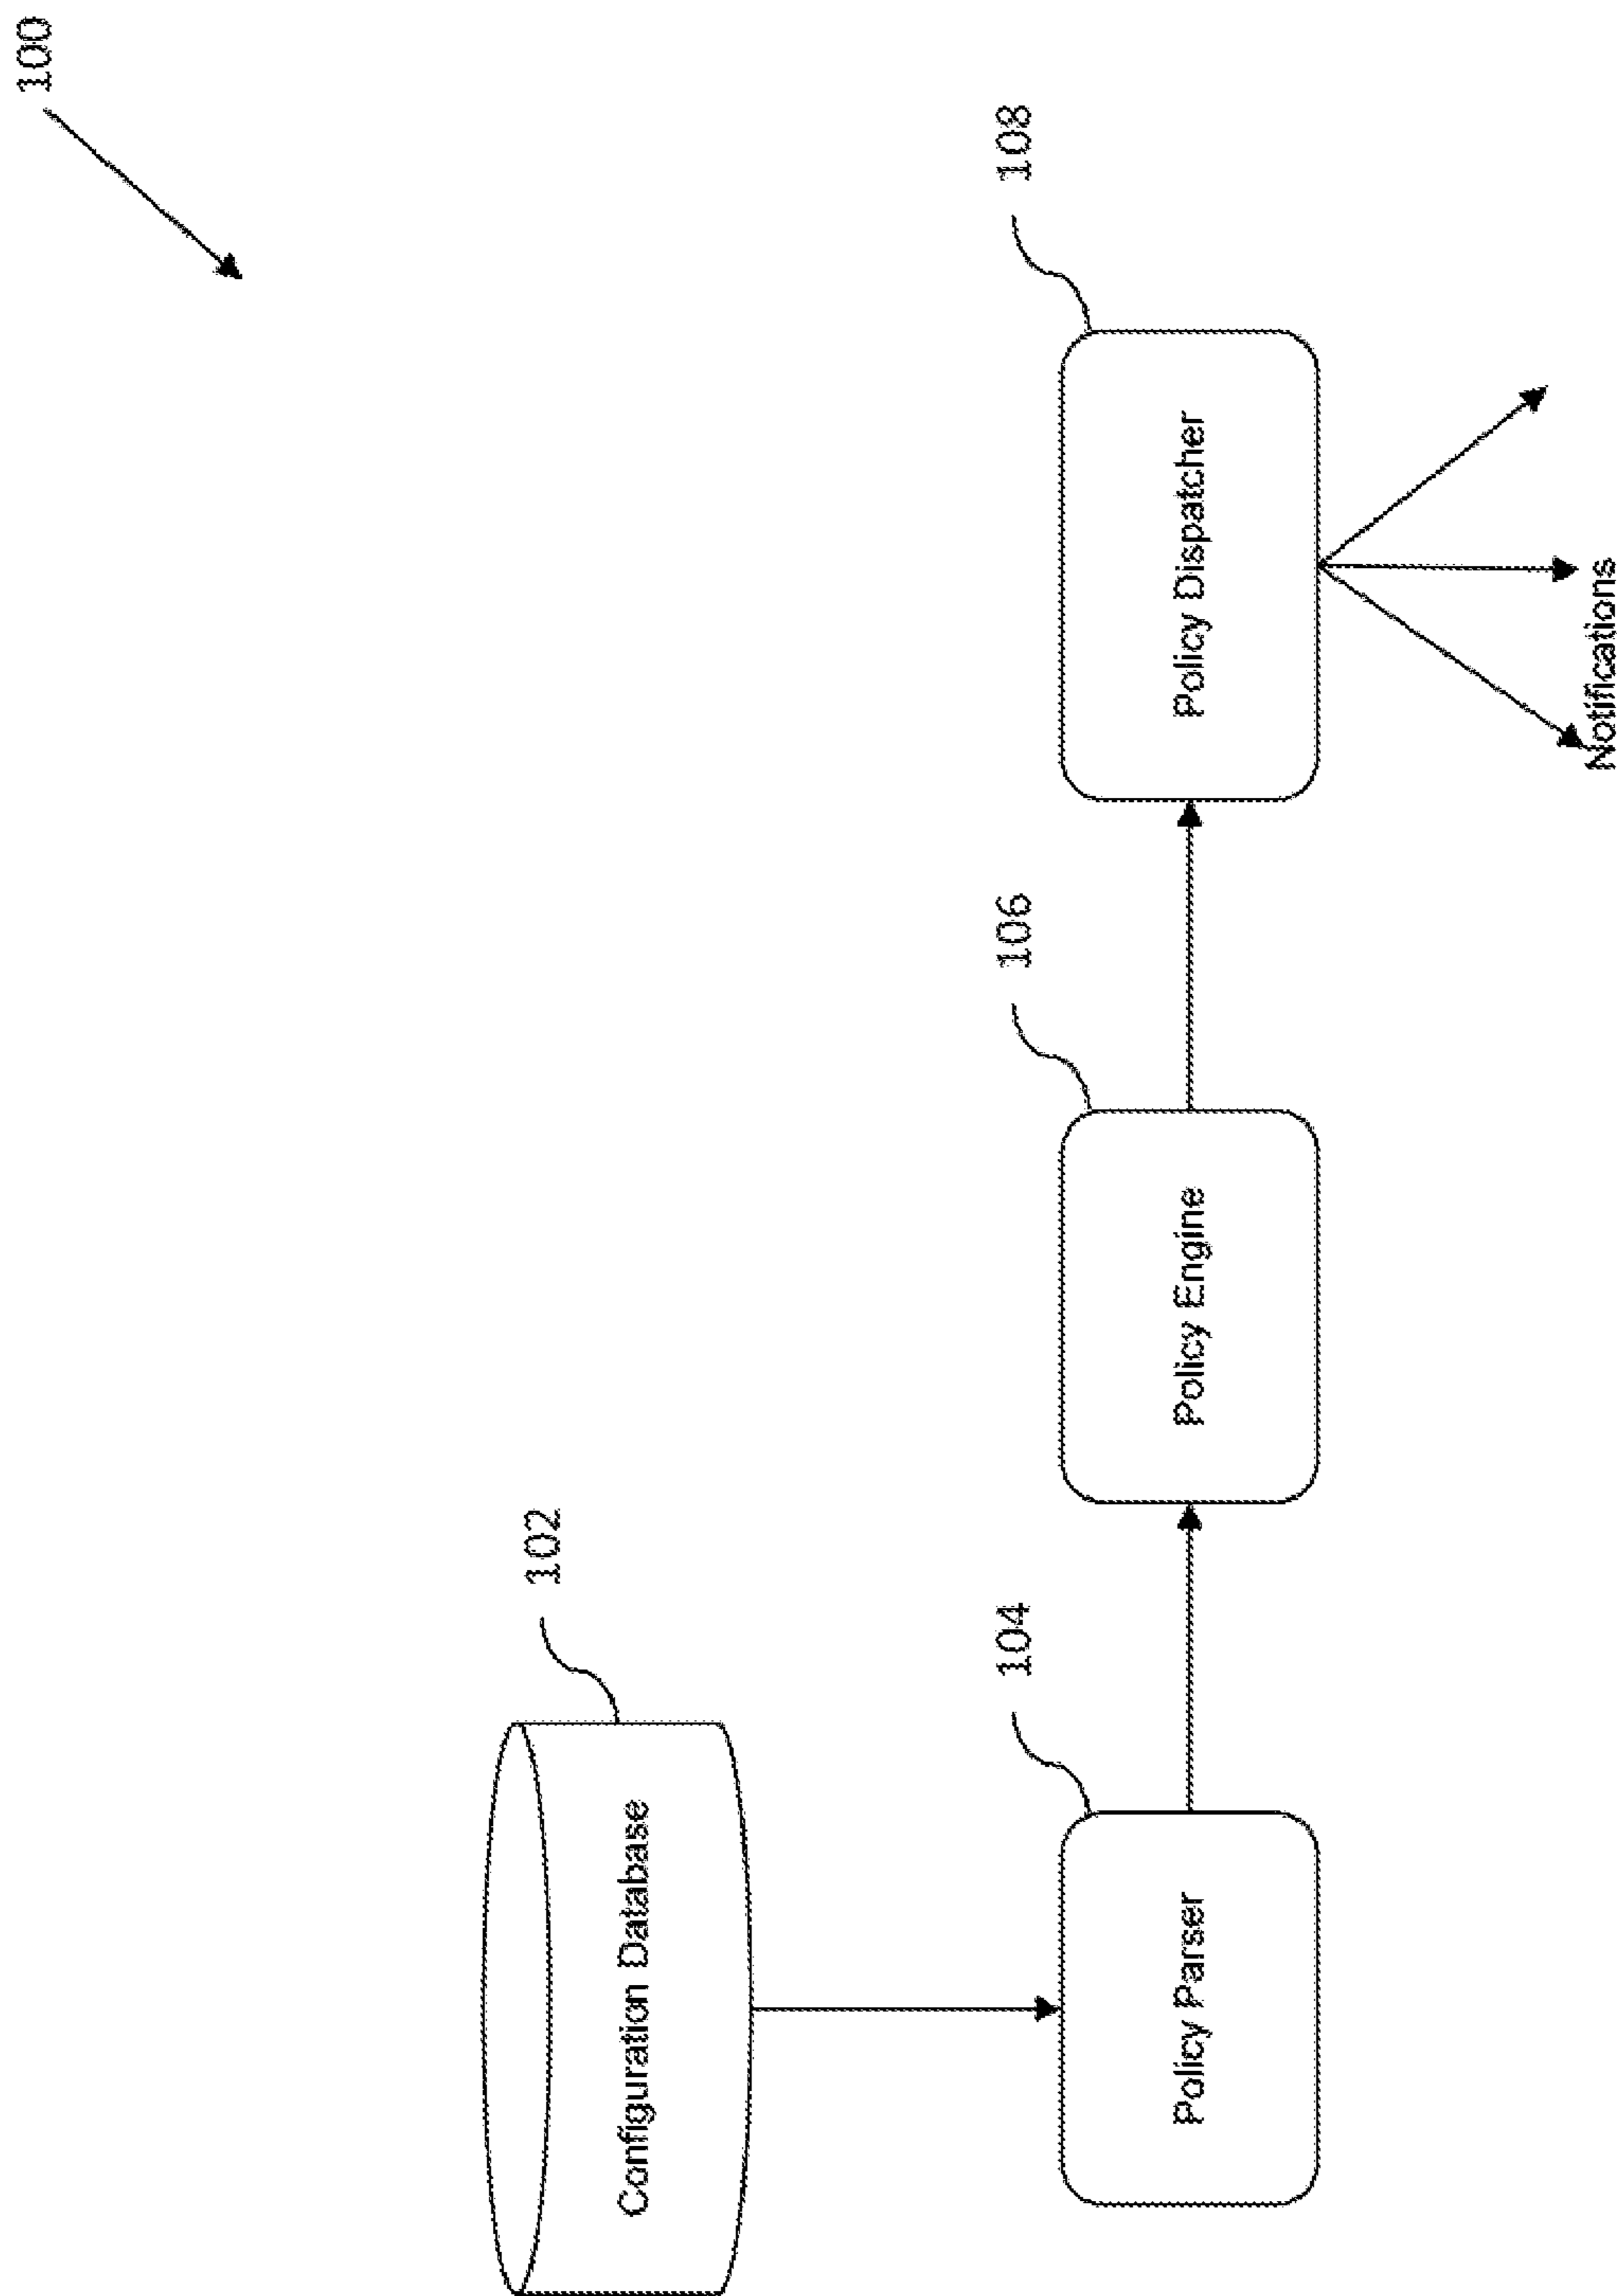 100
102
Configuration Database
104
106
108
Policy Parser
Policy Engine
Policy Dispatcher
Notifications